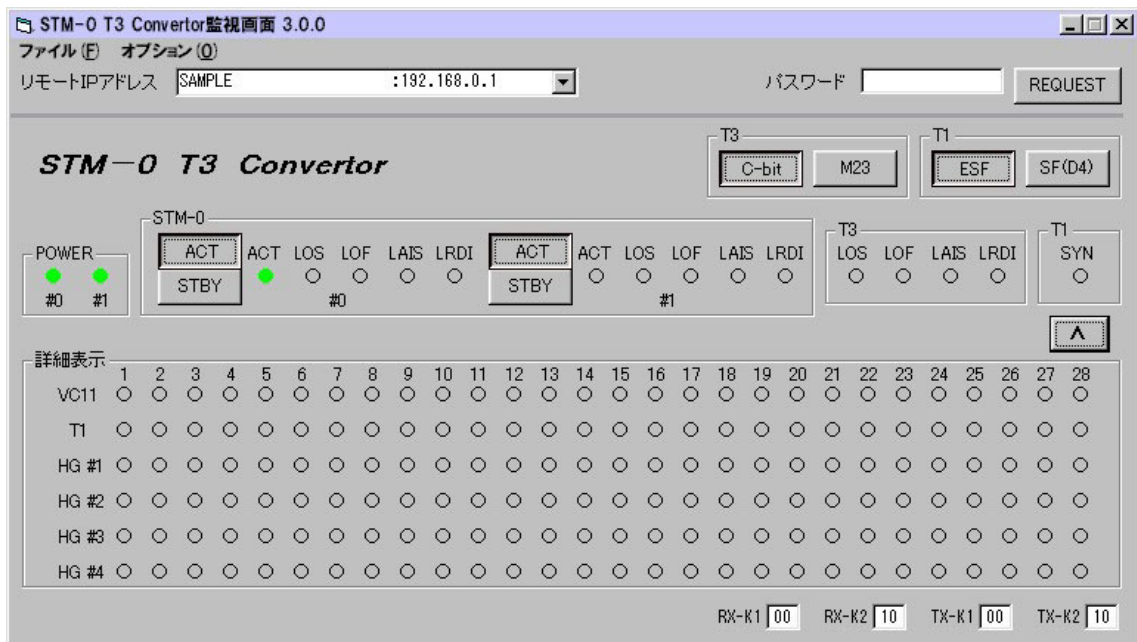 STM-0 T3 Convertor監視画面 3.0.0
ファイル(F) オプション(O)
リモートIPアドレス SAMPLE :192.168.0.1 パスワード REQUEST
STM-0 T3 Convertor
T3
C-bit M23
T1
ESF SF(D4)
POWER
#0 #1
STM-0
ACT STBY ACT LOS LOF LAIS LRDI
#0
ACT STBY ACT LOS LOF LAIS LRDI
#1
T3
LOS LOF LAIS LRDI
T1
SYN
^
詳細表示
1 2 3 4 5 6 7 8 9 10 11 12 13 14 15 16 17 18 19 20 21 22 23 24 25 26 27 28
VC11
T1
HG #1
HG #2
HG #3
HG #4
RX-K1 00 RX-K2 10 TX-K1 00 TX-K2 10